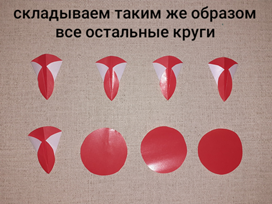 складываем таким же образом
все остальные круги